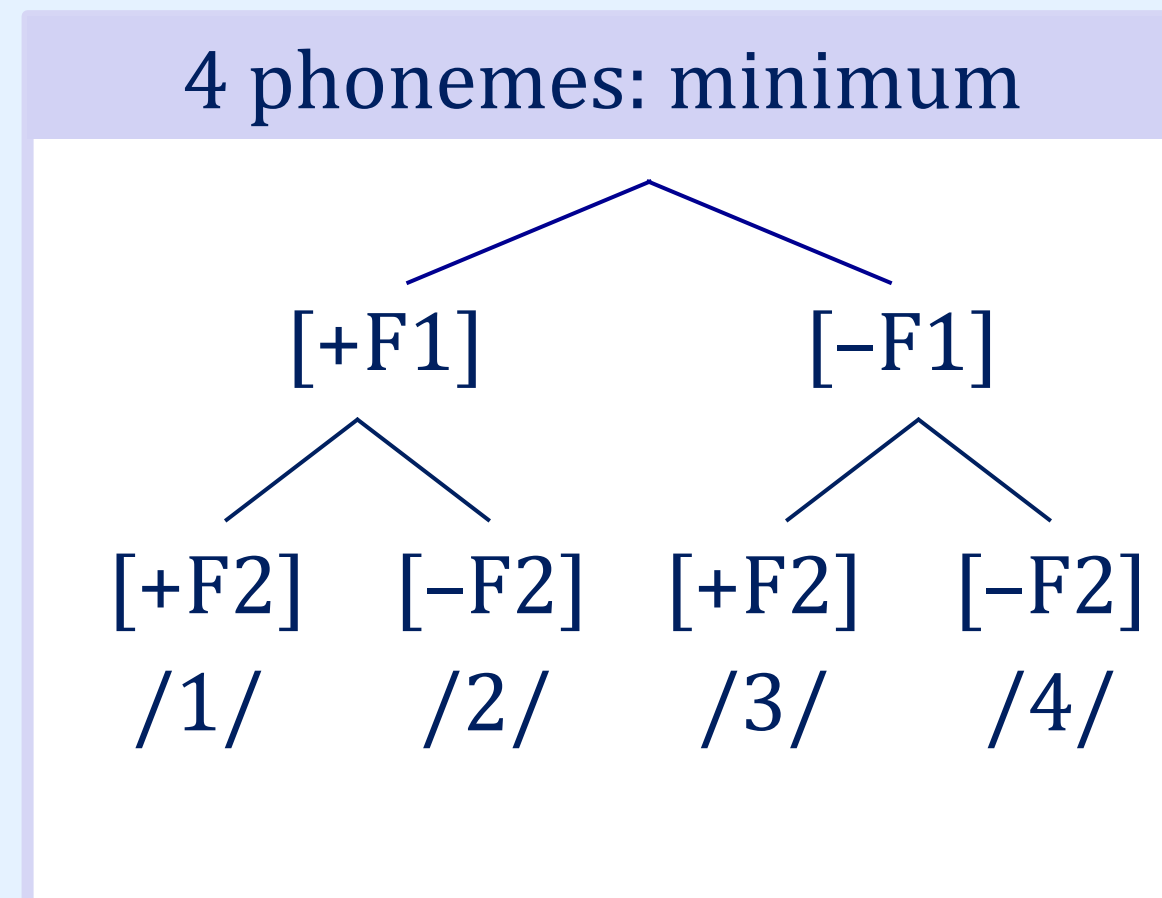 4 phonemes: minimum
[+F1] [–F1]
[+F2] [–F2] [+F2] [–F2]
/1/ /2/ /3/ /4/